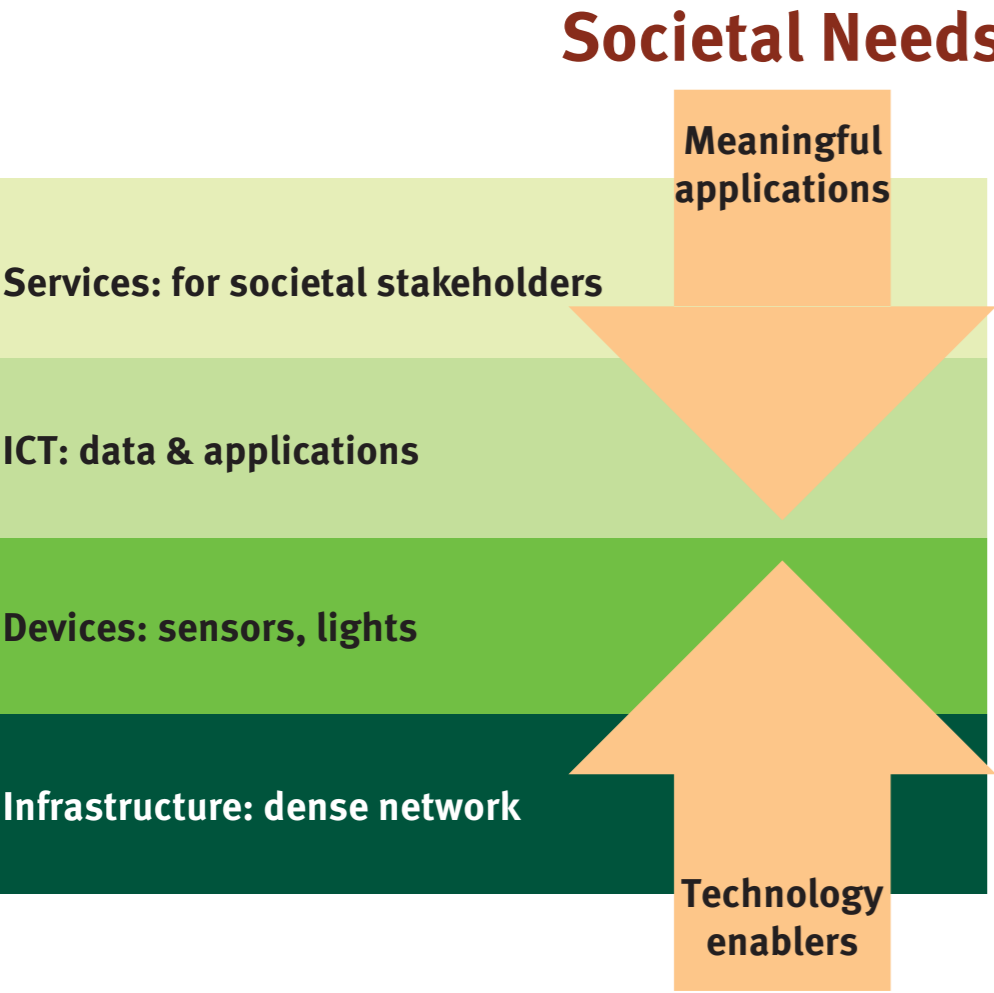 Societal Needs
Meaningful
applications
Services: for societal stakeholders
ICT: data & applications
Devices: sensors, lights
Infrastructure: dense network
Technology
enablers